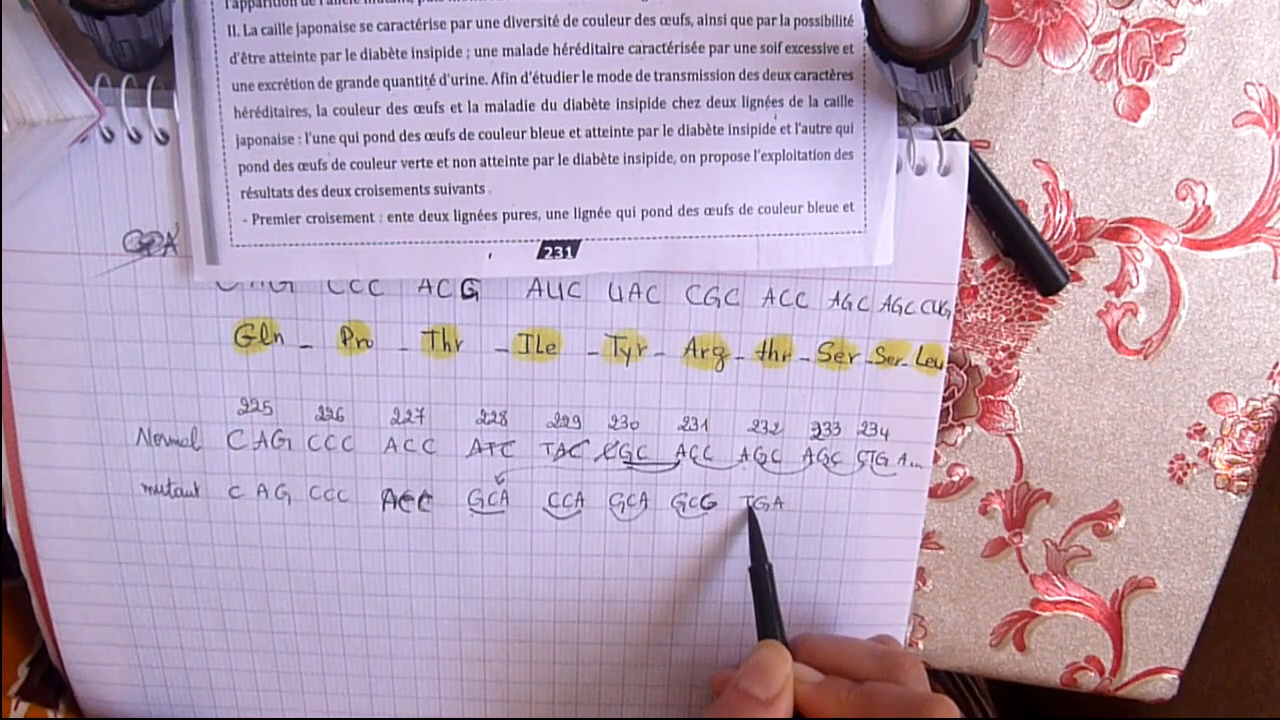 l'apparition de l'allèle mutant, puis
II. La caille japonaise se caractérise par une diversité de couleur des œufs, ainsi que par la possibilité
d'être atteinte par le diabète insipide ; une malade héréditaire caractérisée par une soif excessive et
une excrétion de grande quantité d'urine. Afin d'étudier le mode de transmission des deux caractères
héréditaires, la couleur des œufs et la maladie du diabète insipide chez deux lignées de la caille
japonaise : l'une qui pond des œufs de couleur bleue et atteinte par le diabète insipide et l'autre qui
pond des œufs de couleur verte et non atteinte par le diabète insipide, on propose l'exploitation des
résultats des deux croisements suivants .
- Premier croisement : ente deux lignées pures, une lignée qui pond des œufs de couleur bleue et
231
CCC ACG AUC UAC CGC ACC AGC AGC CUG
Gln - Pro - Thr - ILe - Tyr - Arg - thr - Ser - Ser - Leu
225 226 227 228 229 230 231 232 233 234
Normal CAG CCC ACC ATC TAC CGC ACC AGC AGC CTG A...
mutant CAG CCC ACC GCA CCA GCA GCG TGA